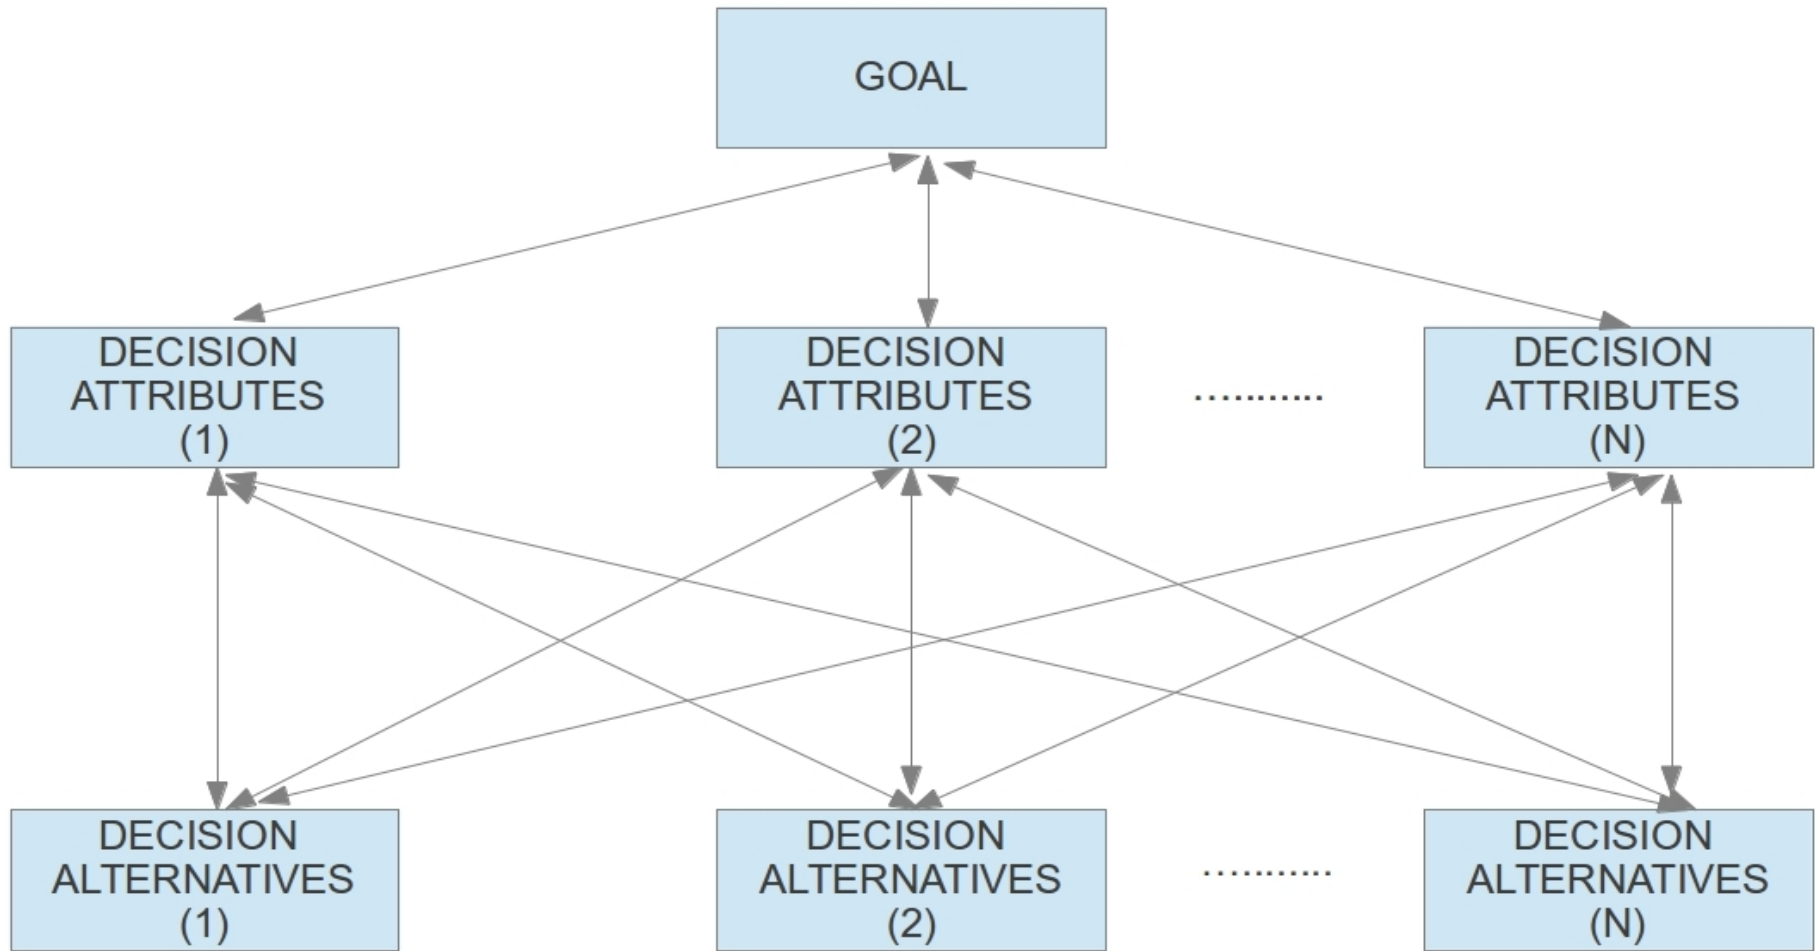 GOAL
DECISION
ATTRIBUTES
(1)
DECISION
ATTRIBUTES
(2)
............
DECISION
ATTRIBUTES
(N)
DECISION
ALTERNATIVES
(1)
DECISION
ALTERNATIVES
(2)
............
DECISION
ALTERNATIVES
(N)